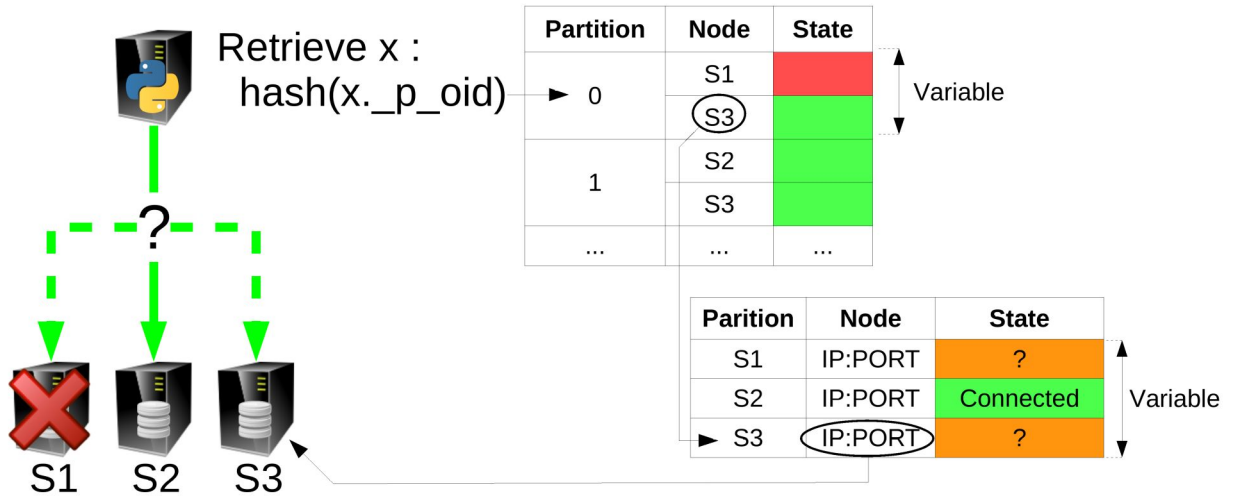 Retrieve x :
hash(x._p_oid)
?
S1 S2 S3
Partition Node State
0 S1
S3
1 S2
S3
... ... ...
Variable
Parition Node State
S1 IP:PORT ?
S2 IP:PORT Connected
S3 IP:PORT ?
Variable